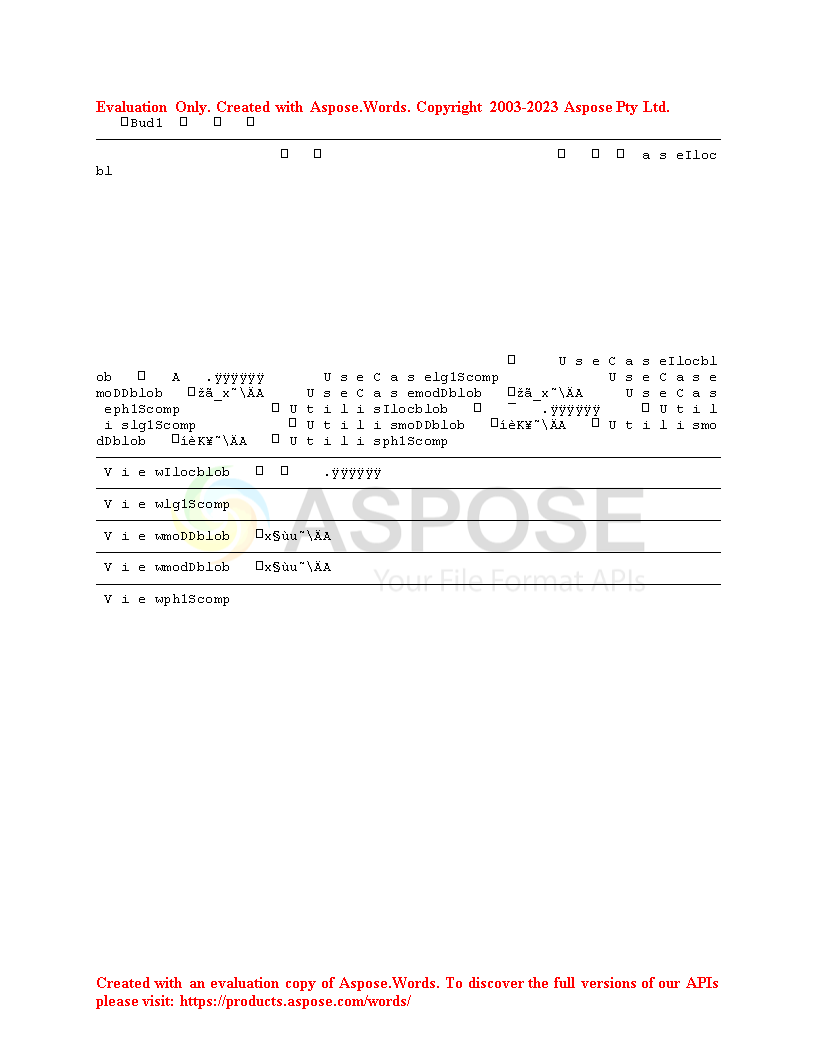 Evaluation Only. Created with Aspose.Words. Copyright 2003-2023 Aspose Pty Ltd.
□Bud1 □ □ □
□ □ □ □ □ a s eIloc
bl
□ U s e C a s eIlocbl
ob □ A .ÿÿÿÿÿÿ U s e C a s elg1Scomp U s e C a s e
moDDblob □žã_x˜\ÄA U s e C a s emodDblob □žã_x˜\ÄA U s e C a s
eph1Scomp □ U t i l i sIlocblob □ ¯ .ÿÿÿÿÿÿ □ U t i l
i slg1Scomp □ U t i l i smoDDblob □íèK¥˜\ÄA □ U t i l i smo
dDblob □íèK¥˜\ÄA □ U t i l i sph1Scomp
V i e wIlocblob □ □ .ÿÿÿÿÿÿ
V i e wlg1Scomp
V i e wmoDDblob □x§ùu˜\ÄA
V i e wmodDblob □x§ùu˜\ÄA
V i e wph1Scomp
ASPOSE
Your File Format APIs
Created with an evaluation copy of Aspose.Words. To discover the full versions of our APIs
please visit: https://products.aspose.com/words/